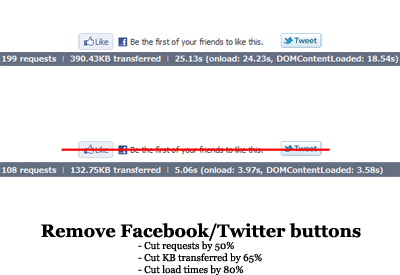 Like Be the first of your friends to like this. Tweet
199 requests | 390.43KB transferred | 25.13s (onload: 24.23s, DOMContentLoaded: 18.54s)
Like Be the first of your friends to like this. Tweet
108 requests | 132.75KB transferred | 5.06s (onload: 3.97s, DOMContentLoaded: 3.58s)
Remove Facebook/Twitter buttons
- Cut requests by 50%
- Cut KB transferred by 65%
- Cut load times by 80%